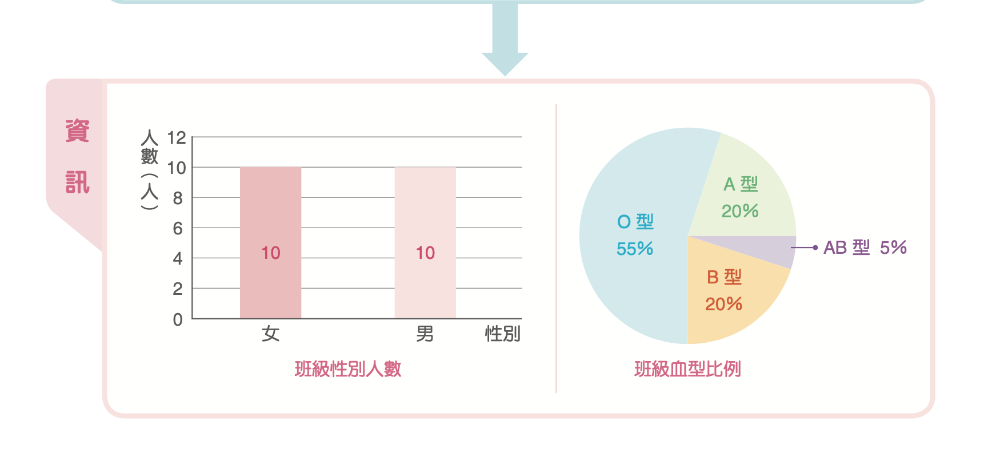 資訊
人數（人）
12
10
8
6
4
2
0
10
10
女
男
性別
班級性別人數
A 型
20%
O 型
55%
AB 型 5%
B 型
20%
班級血型比例